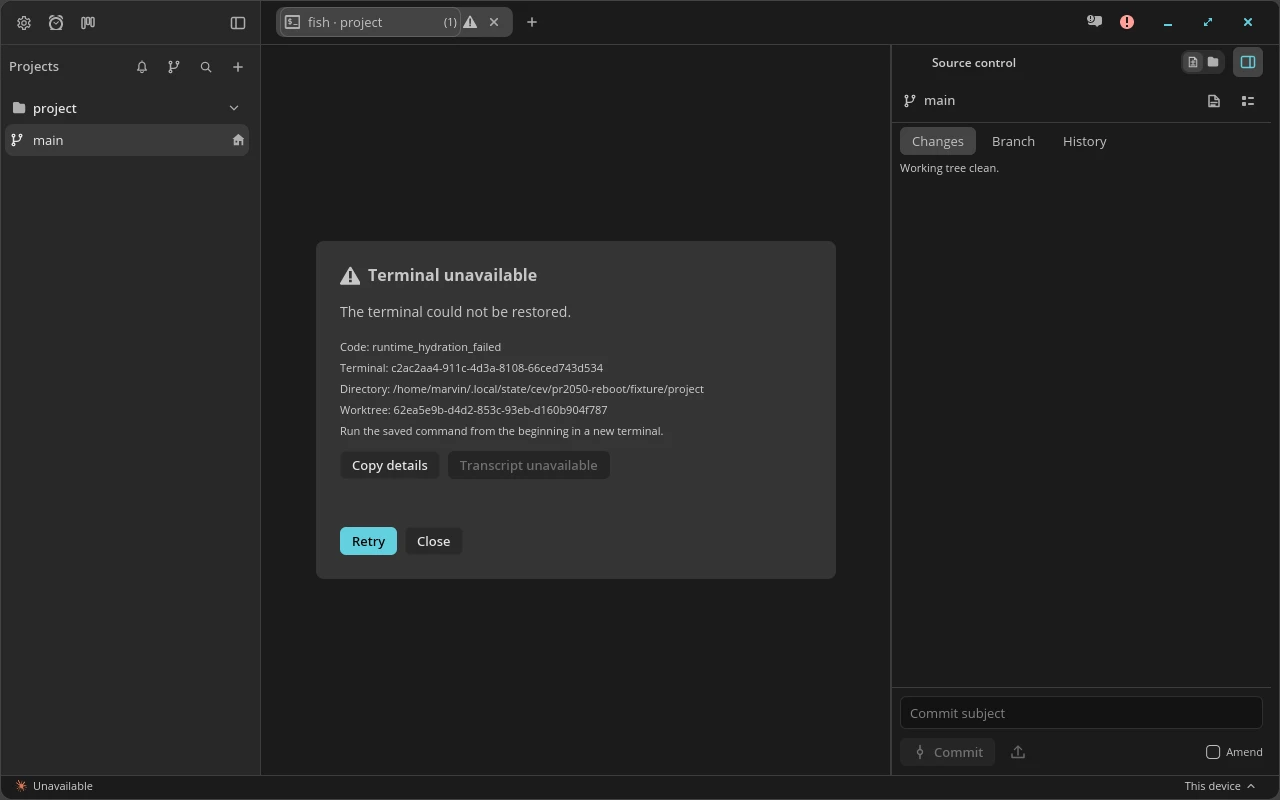 fish · project (1)
Projects
project
main
Terminal unavailable
The terminal could not be restored.
Code: runtime_hydration_failed
Terminal: c2ac2aa4-911c-4d3a-8108-66ced743d534
Directory: /home/marvin/.local/state/cev/pr2050-reboot/fixture/project
Worktree: 62ea5e9b-d4d2-853c-93eb-d160b904f787
Run the saved command from the beginning in a new terminal.
Copy details Transcript unavailable
Retry Close
Source control
main
Changes Branch History
Working tree clean.
Commit subject
Commit Amend
Unavailable
This device